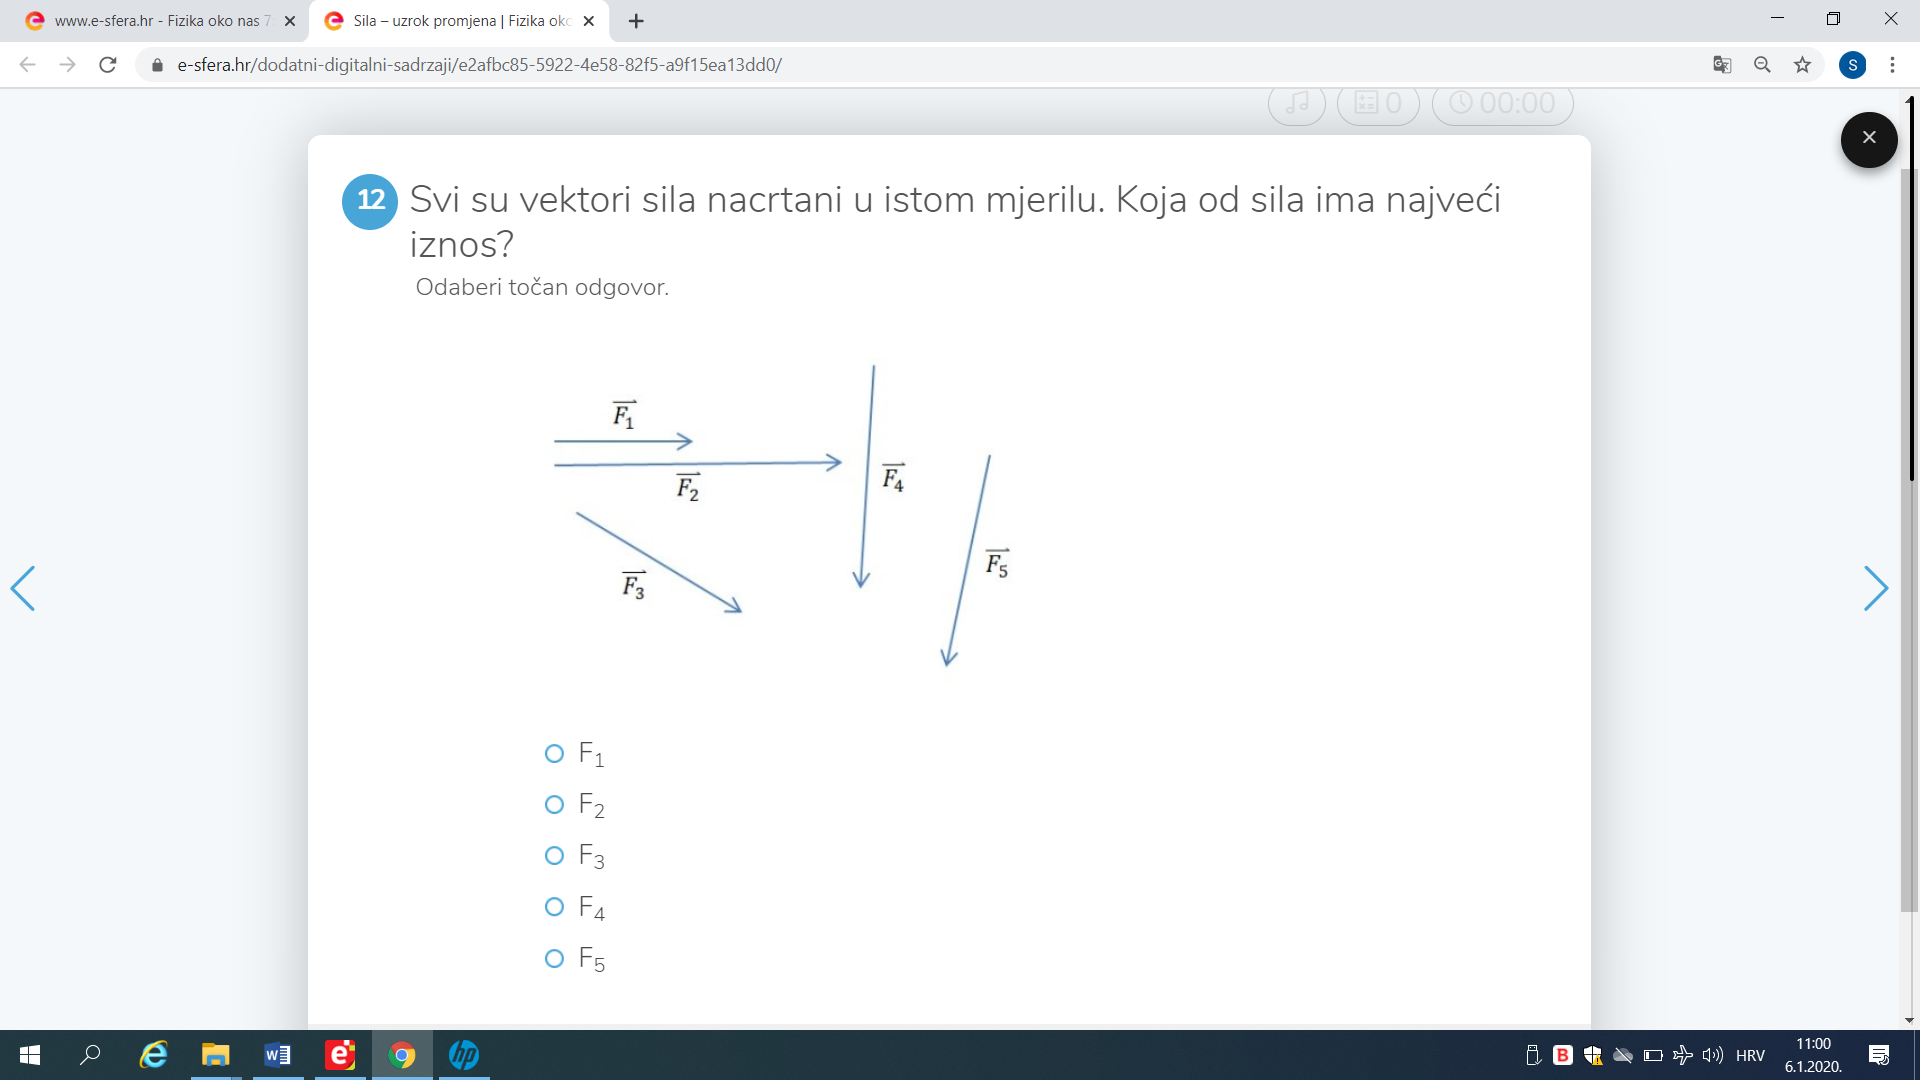 www.e-sfera.hr - Fizika oko nas 7
Sila – uzrok promjena | Fizika oko
e-sfera.hr/dodatni-digitalni-sadrzaji/e2afbc85-5922-4e58-82f5-a9f15ea13dd0/
S
0
00:00
12 Svi su vektori sila nacrtani u istom mjerilu. Koja od sila ima najveći
iznos?
Odaberi točan odgovor.
F1
F2
F3
F4
F5
F1
F2
F3
F4
F5
HRV
11:00
6.1.2020.